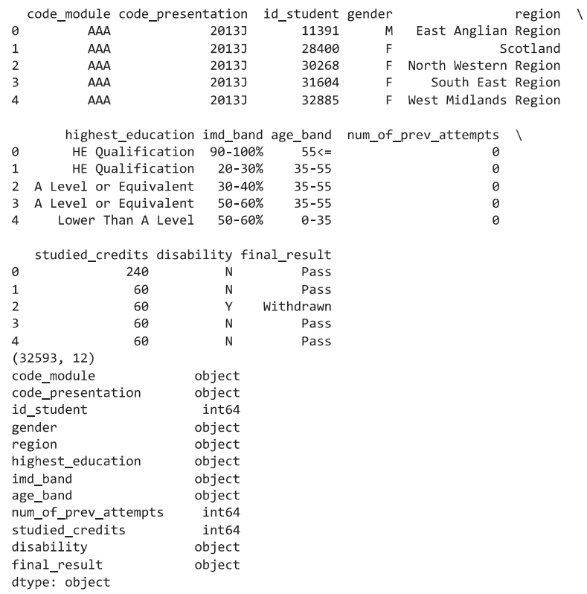 code_module code_presentation id_student gender region \
0 AAA 2013J 11391 M East Anglian Region
1 AAA 2013J 28400 F Scotland
2 AAA 2013J 30268 F North Western Region
3 AAA 2013J 31604 F South East Region
4 AAA 2013J 32885 F West Midlands Region
highest_education imd_band age_band num_of_prev_attempts \
0 HE Qualification 90-100% 55<= 0
1 HE Qualification 20-30% 35-55 0
2 A Level or Equivalent 30-40% 35-55 0
3 A Level or Equivalent 50-60% 35-55 0
4 Lower Than A Level 50-60% 0-35 0
studied_credits disability final_result
0 240 N Pass
1 60 N Pass
2 60 Y Withdrawn
3 60 N Pass
4 60 N Pass
(32593, 12)
code_module object
code_presentation object
id_student int64
gender object
region object
highest_education object
imd_band object
age_band object
num_of_prev_attempts int64
studied_credits int64
disability object
final_result object
dtype: object